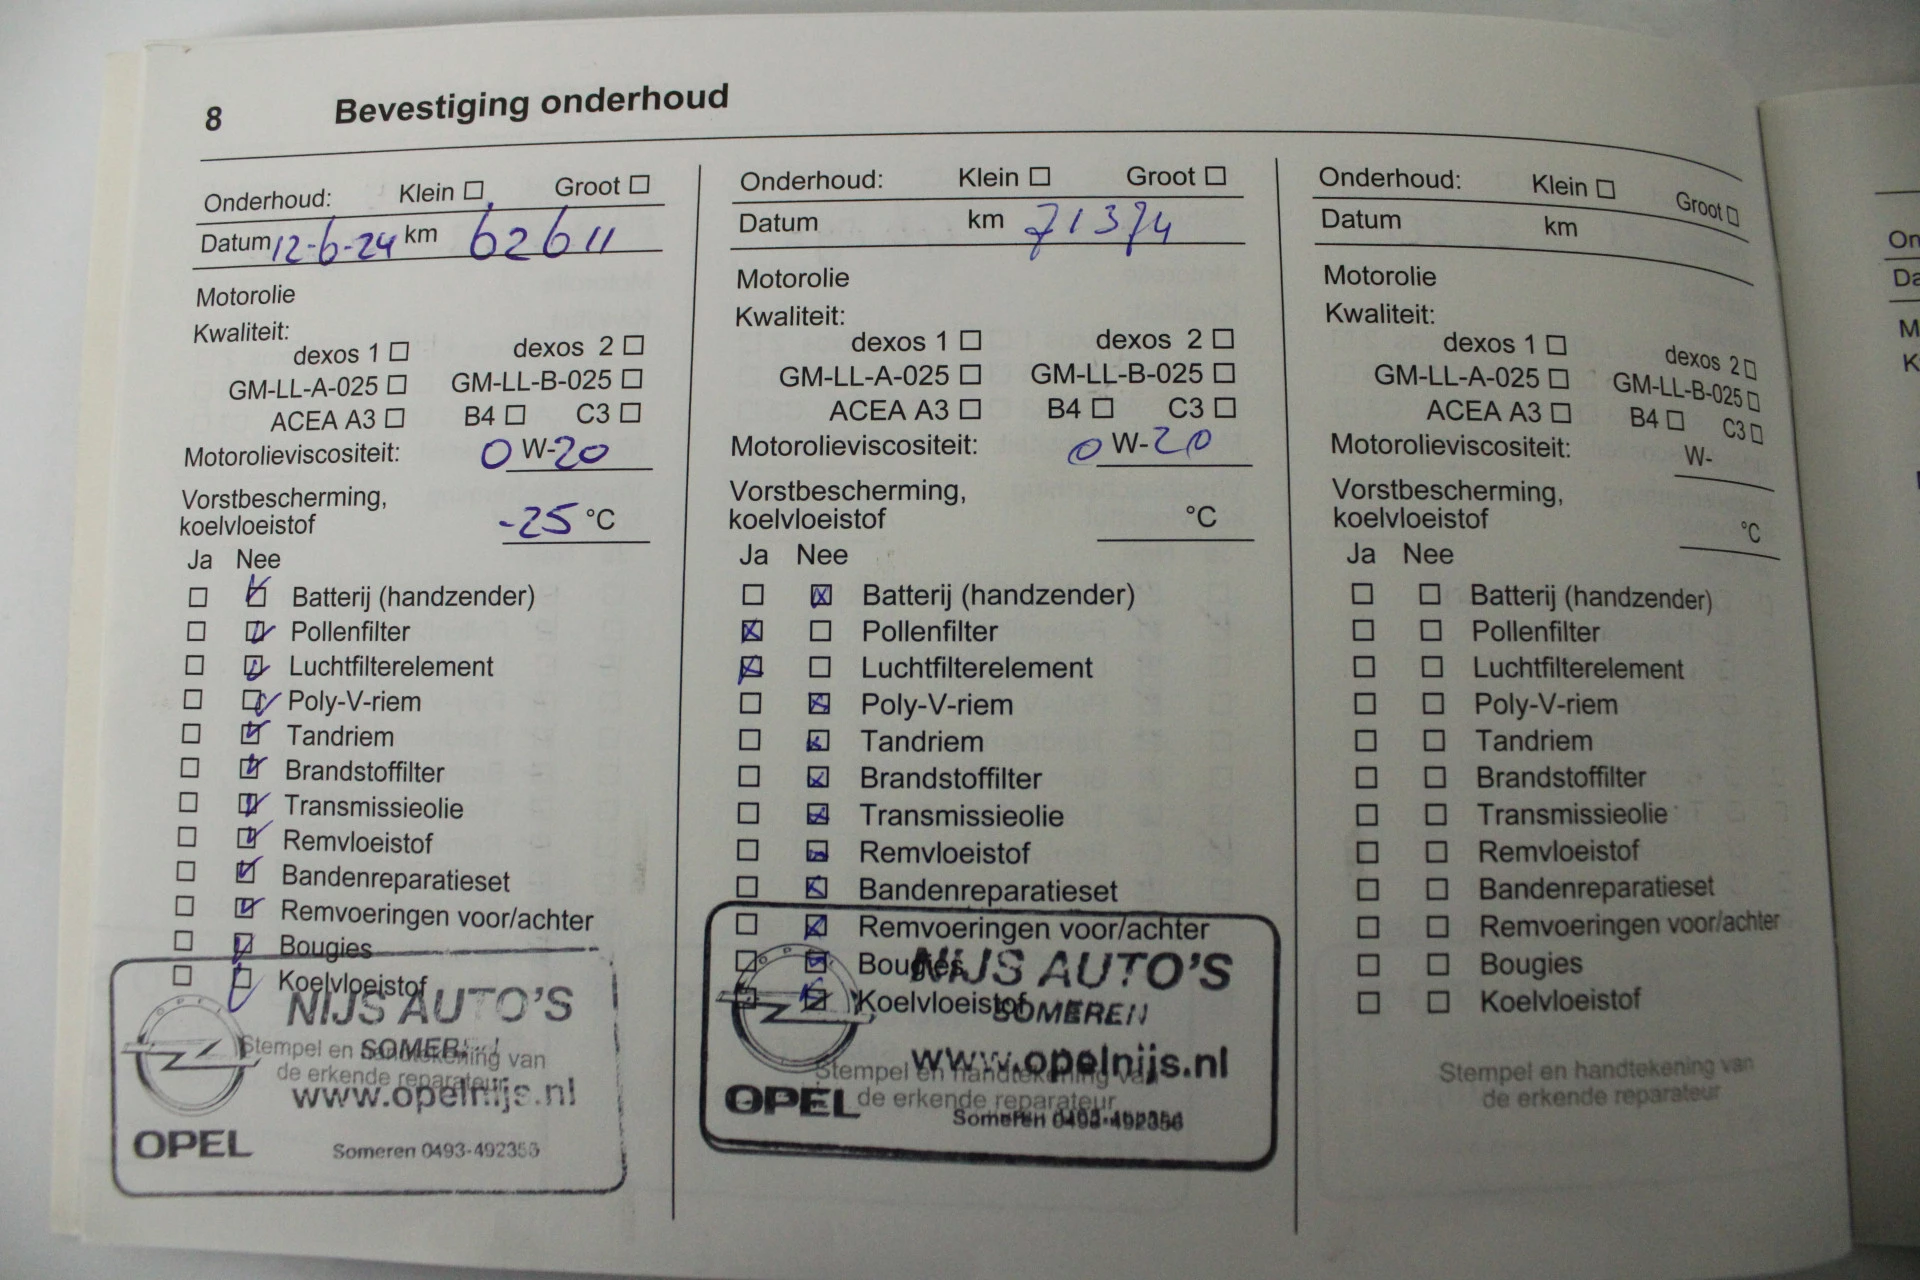 8 Bevestiging onderhoud
Onderhoud: Klein Groot
Datum 12-6-24 km 62611
Motorolie
Kwaliteit:
dexos 1 dexos 2
GM-LL-A-025 GM-LL-B-025
ACEA A3 B4 C3
Motorolieviscositeit: 0 W-20
Vorstbescherming,
koelvloeistof -25 °C
Ja Nee
Batterij (handzender)
Pollenfilter
Luchtfilterelement
Poly-V-riem
Tandriem
Brandstoffilter
Transmissieolie
Remvloeistof
Bandenreparatieset
Remvoeringen voor/achter
Bougies
Koelvloeistof
NIJS AUTO'S
SOMEREN
Stempel en handtekening van
de erkende reparateur
www.opelnijs.nl
OPEL
Someren 0493-492356
Onderhoud: Klein Groot
Datum km 71374
Motorolie
Kwaliteit:
dexos 1 dexos 2
GM-LL-A-025 GM-LL-B-025
ACEA A3 B4 C3
Motorolieviscositeit: 0 W-20
Vorstbescherming,
koelvloeistof °C
Ja Nee
Batterij (handzender)
Pollenfilter
Luchtfilterelement
Poly-V-riem
Tandriem
Brandstoffilter
Transmissieolie
Remvloeistof
Bandenreparatieset
Remvoeringen voor/achter
Bougies
Koelvloeistof
NIJS AUTO'S
SOMEREN
www.opelnijs.nl
Stempel en handtekening van
de erkende reparateur
OPEL
Someren 0493-492356
Onderhoud: Klein Groot
Datum km
Motorolie
Kwaliteit:
dexos 1 dexos 2
GM-LL-A-025 GM-LL-B-025
ACEA A3 B4 C3
Motorolieviscositeit: W-
Vorstbescherming,
koelvloeistof °C
Ja Nee
Batterij (handzender)
Pollenfilter
Luchtfilterelement
Poly-V-riem
Tandriem
Brandstoffilter
Transmissieolie
Remvloeistof
Bandenreparatieset
Remvoeringen voor/achter
Bougies
Koelvloeistof
Stempel en handtekening van
de erkende reparateur